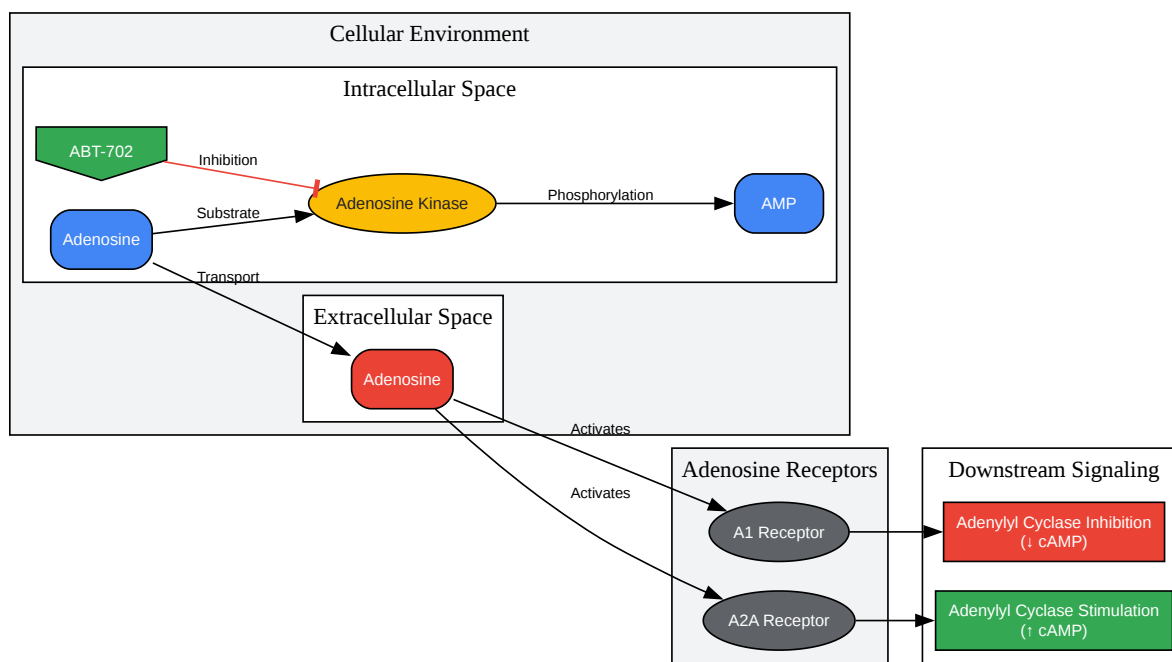 Cellular Environment
Intracellular Space
ABT-702
Inhibition
Adenosine Kinase
Phosphorylation
AMP
Substrate
Adenosine
Transport
Extracellular Space
Adenosine
Activates
Activates
Adenosine Receptors
A1 Receptor
A2A Receptor
Downstream Signaling
Adenylyl Cyclase Inhibition
(↓ cAMP)
Adenylyl Cyclase Stimulation
(↑ cAMP)